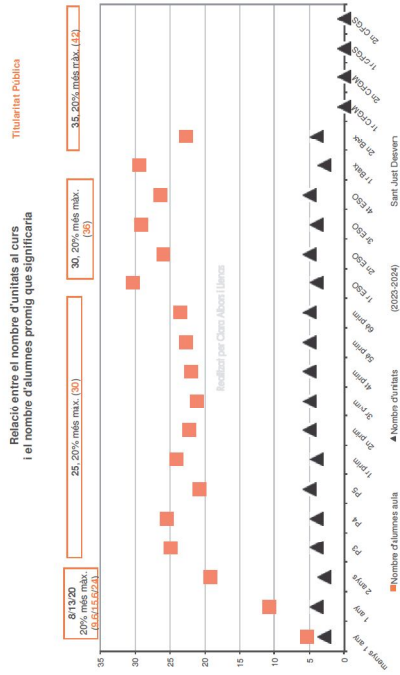 Relació entre el nombre d'unitats al curs
i el nombre d'alumnes promig que significaria
Titularitat Pública
8/13/20
20% més màx.
(9.6/15.6/24)
25, 20% més màx. (30)
30, 20% més màx.
(36)
35, 20% més màx. (42)
35
30
25
20
15
10
5
0
Realitzat per Clara Alborn i Llanos
menys 1 any
1 any
2 anys
P3
P4
P5
1r prim
2n prim
3r prim
4t prim
5è prim
6è prim
1r ESO
2n ESO
3r ESO
4t ESO
1r Batx
2n Batx
1r CFGM
2n CFGM
1r CFGS
2n CFGS
Nombre d'alumnes aula
Nombre d'unitats
(2023-2024)
Sant Just Desvern